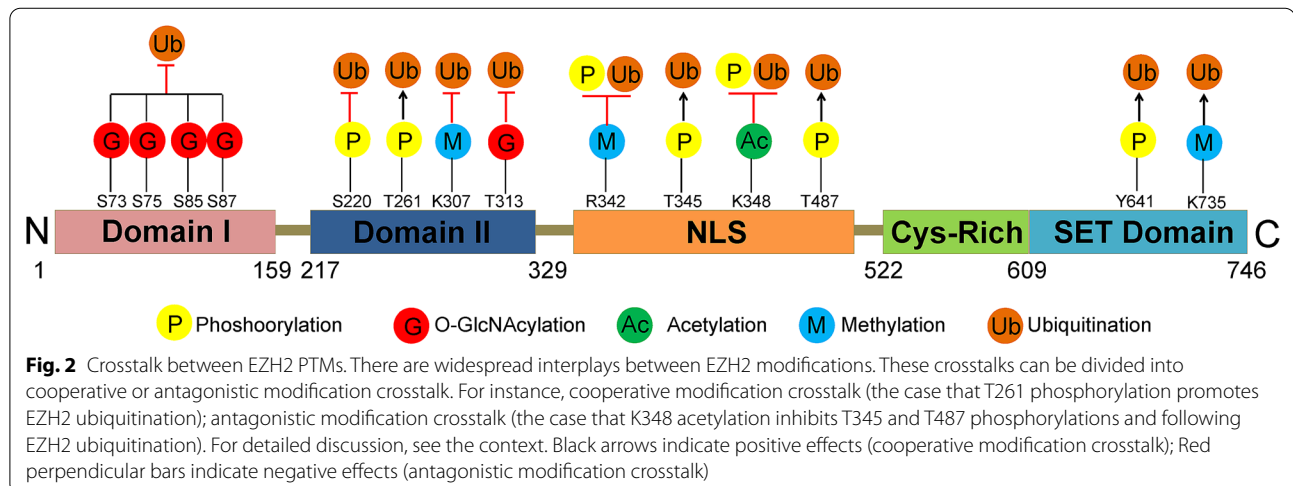 Ub
Ub Ub Ub Ub P Ub Ub P Ub Ub Ub Ub
G G G G P P M G M P Ac P P M
S73 S75 S85 S87 S220 T261 K307 T313 R342 T345 K348 T487 Y641 K735
N Domain I Domain II NLS Cys-Rich SET Domain C
1 159 217 329 522 609 746
P Phoshoorylation G O-GlcNAcylation Ac Acetylation M Methylation Ub Ubiquitination
Fig. 2 Crosstalk between EZH2 PTMs. There are widespread interplays between EZH2 modifications. These crosstalks can be divided into
cooperative or antagonistic modification crosstalk. For instance, cooperative modification crosstalk (the case that T261 phosphorylation promotes
EZH2 ubiquitination); antagonistic modification crosstalk (the case that K348 acetylation inhibits T345 and T487 phosphorylations and following
EZH2 ubiquitination). For detailed discussion, see the context. Black arrows indicate positive effects (cooperative modification crosstalk); Red
perpendicular bars indicate negative effects (antagonistic modification crosstalk)